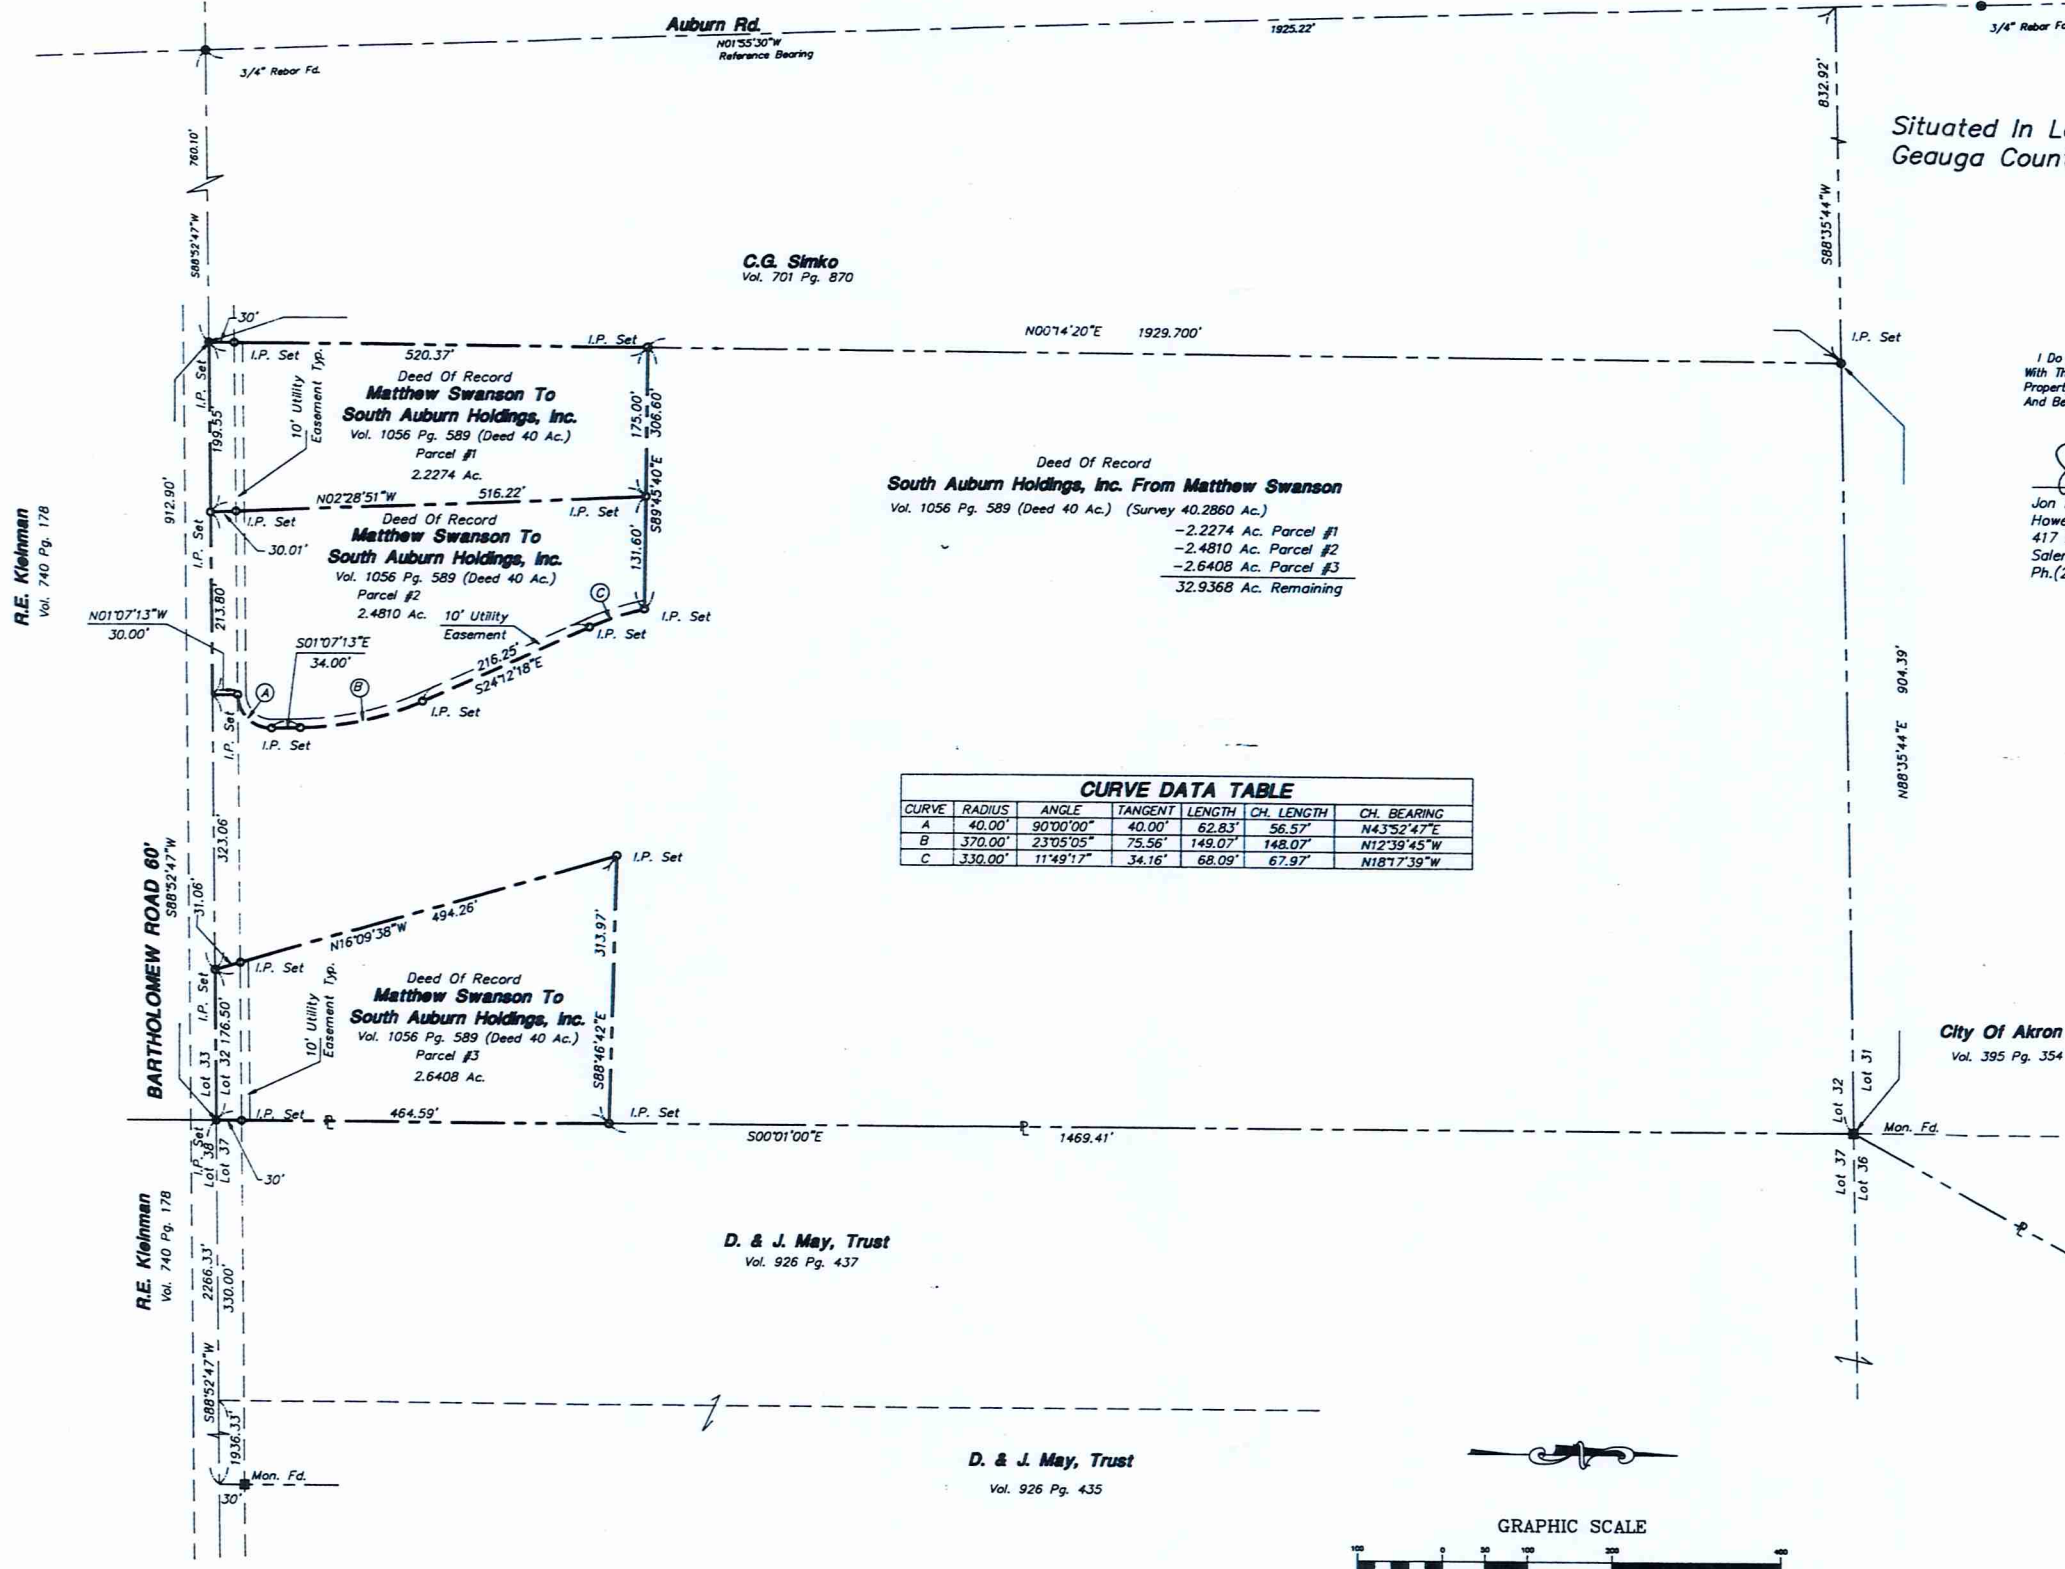 Auburn Rd.
N01°55'30"W
Reference Bearing
1925.22'
3/4" Rebar Fd.
3/4" Rebar
832.92'
S88°35'44"W
760.10'
S88°52'47"W
Situated In
Geauga
C.G. Simko
Vol. 701 Pg. 870
30'
I.P. Set
520.37'
I.P. Set
N00°14'20"E 1929.700'
I.P. Set
I Do
With
And
Jon
417
Ph.(2
I.P. Set
199.55'
912.90'
10' Utility
Easement Typ.
Deed Of Record
Matthew Swanson To
South Auburn Holdings, Inc.
Vol. 1056 Pg. 589 (Deed 40 Ac.)
Parcel #1
2.2274 Ac.
175.00'
306.60'
S89°45'40"E
131.60'
N02°28'51"W
516.22'
I.P. Set
I.P. Set
I.P. Set
30.01'
Deed Of Record
Matthew Swanson To
South Auburn Holdings, Inc.
Vol. 1056 Pg. 589 (Deed 40 Ac.)
Parcel #2
2.4810 Ac.
10' Utility
Easement
C
I.P. Set
I.P. Set
Deed Of Record
South Auburn Holdings, Inc. From Matthew Swanson
Vol. 1056 Pg. 589 (Deed 40 Ac.) (Survey 40.2860 Ac.)
-2.2274 Ac. Parcel #1
-2.4810 Ac. Parcel #2
-2.6408 Ac. Parcel #3
32.9368 Ac. Remaining
R.E. Kleinman
Vol. 740 Pg. 178
N01°07'13"W
30.00'
213.80'
S01°07'13"E
34.00'
A
B
216.25'
S24°12'18"E
I.P. Set
I.P. Set
I.P. Set
N88°35'44"E 904.39'
CURVE DATA TABLE
CURVE RADIUS ANGLE TANGENT LENGTH CH. LENGTH CH. BEARING
A 40.00' 90°00'00" 40.00' 62.83' 56.57' N43°52'47"E
B 370.00' 23°05'05" 75.56' 149.07' 148.07' N12°39'45"W
C 330.00' 11°49'17" 34.16' 68.09' 67.97' N18°17'39"W
323.06'
BARTHOLOMEW ROAD 60'
S88°52'47"W
31.06'
I.P. Set
N16°09'38"W
494.26'
I.P. Set
I.P. Set
176.50'
Lot 33
Lot 32
10' Utility
Easement Typ.
Deed Of Record
Matthew Swanson To
South Auburn Holdings, Inc.
Vol. 1056 Pg. 589 (Deed 40 Ac.)
Parcel #3
2.6408 Ac.
313.97'
S88°46'42"E
City Of Akron
Vol. 395 Pg. 354
Lot 32
Lot 31
I.P. Set
464.59'
I.P. Set
S00°01'00"E
1469.41'
Mon. Fd.
I.P. Set
Lot 38
Lot 37
30'
Lot 37
Lot 36
R.E. Kleinman
Vol. 740 Pg. 178
2266.33'
330.00'
D. & J. May, Trust
Vol. 926 Pg. 437
S88°52'47"W
1936.33'
Mon. Fd.
30'
D. & J. May, Trust
Vol. 926 Pg. 435
GRAPHIC SCALE
100 0 50 100 200 400